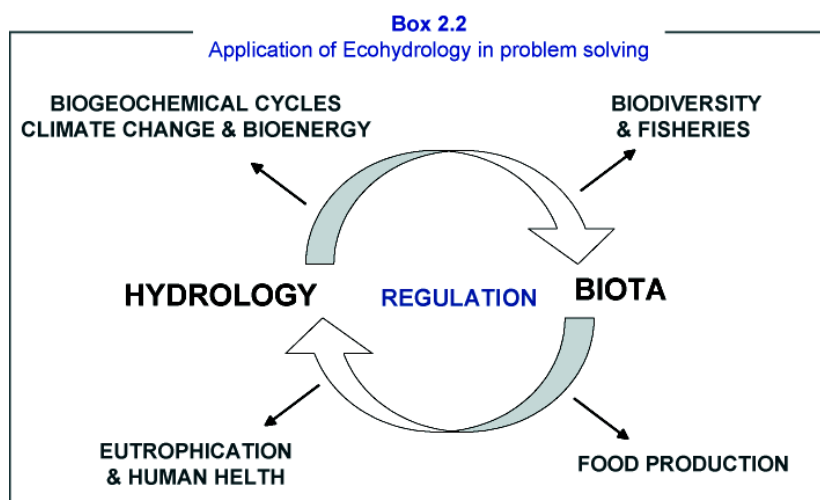 Box 2.2
Application of Ecohydrology in problem solving
BIOGEOCHEMICAL CYCLES
CLIMATE CHANGE & BIOENERGY
BIODIVERSITY
& FISHERIES
HYDROLOGY
REGULATION
BIOTA
EUTROPHICATION
& HUMAN HELTH
FOOD PRODUCTION